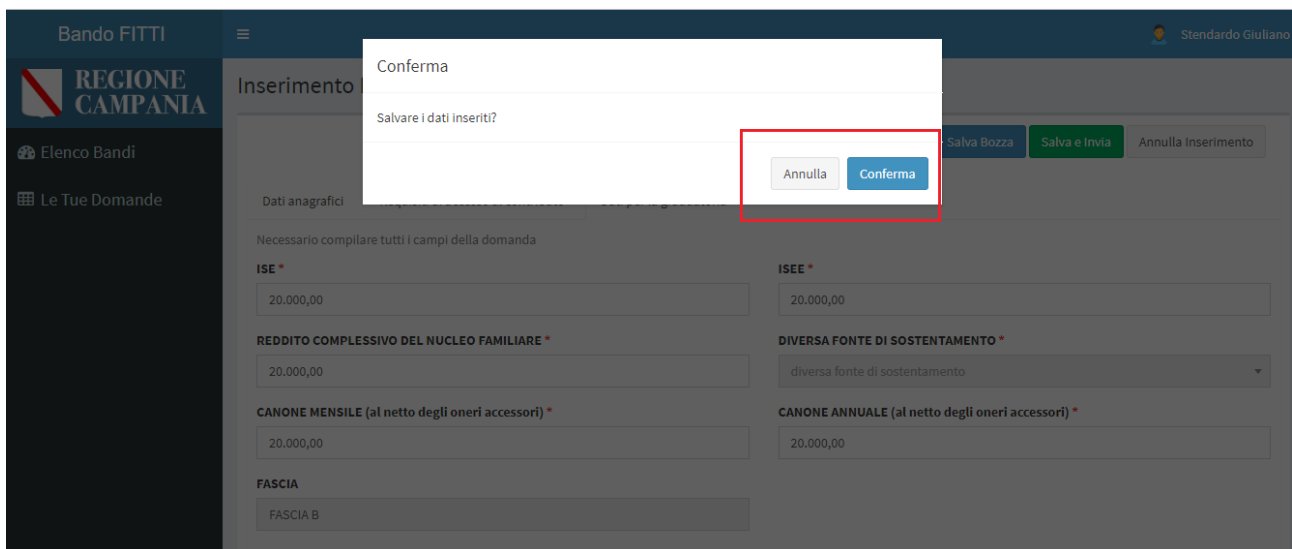 Bando FITTI
Stendardo Giuliano
REGIONE
CAMPANIA
Elenco Bandi
Le Tue Domande
Inserimento
Conferma
Salvare i dati inseriti?
Annulla Conferma
Salva Bozza Salva e Invia Annulla Inserimento
Dati anagrafici
Necessario compilare tutti i campi della domanda
ISE * ISEE *
20.000,00 20.000,00
REDDITO COMPLESSIVO DEL NUCLEO FAMILIARE * DIVERSA FONTE DI SOSTENTAMENTO *
20.000,00 diversa fonte di sostentamento
CANONE MENSILE (al netto degli oneri accessori) * CANONE ANNUALE (al netto degli oneri accessori) *
20.000,00 20.000,00
FASCIA
FASCIA B